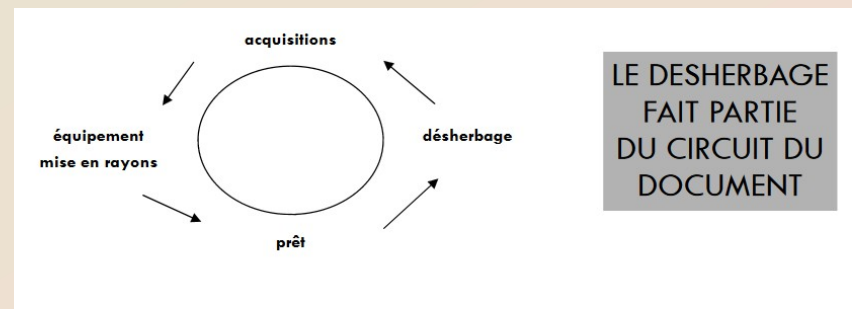 acquisitions
équipement
mise en rayons
désherbage
prêt
LE DESHERBAGE
FAIT PARTIE
DU CIRCUIT DU
DOCUMENT